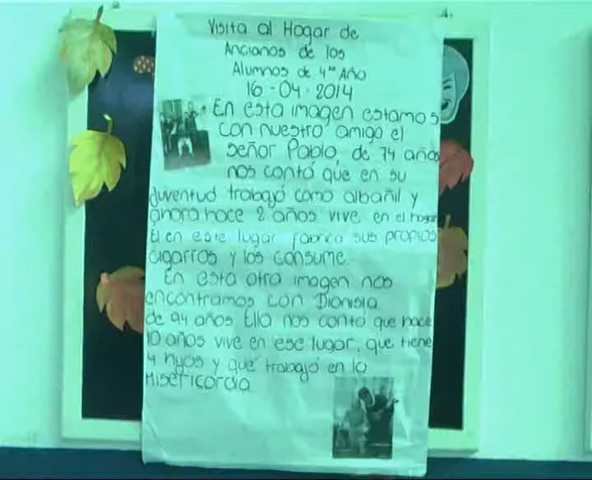 Visita al Hogar de
Ancianos de los
Alumnos de 4to Año
16-04-2014
En esta imagen estamos
con nuestro amigo el
señor Pablo, de 74 años
nos contó que en su
Juventud trabajó como albañil y
ahora hace 2 años vive en el hogar
El en este lugar fabrica sus propios
cigarros y los consume.
En esta otra imagen nos
encontramos con Dionisia
de 94 años. Ella nos contó que hace
10 años vive en ese lugar, que tiene
4 hijos y que trabajó en la
Misericordia